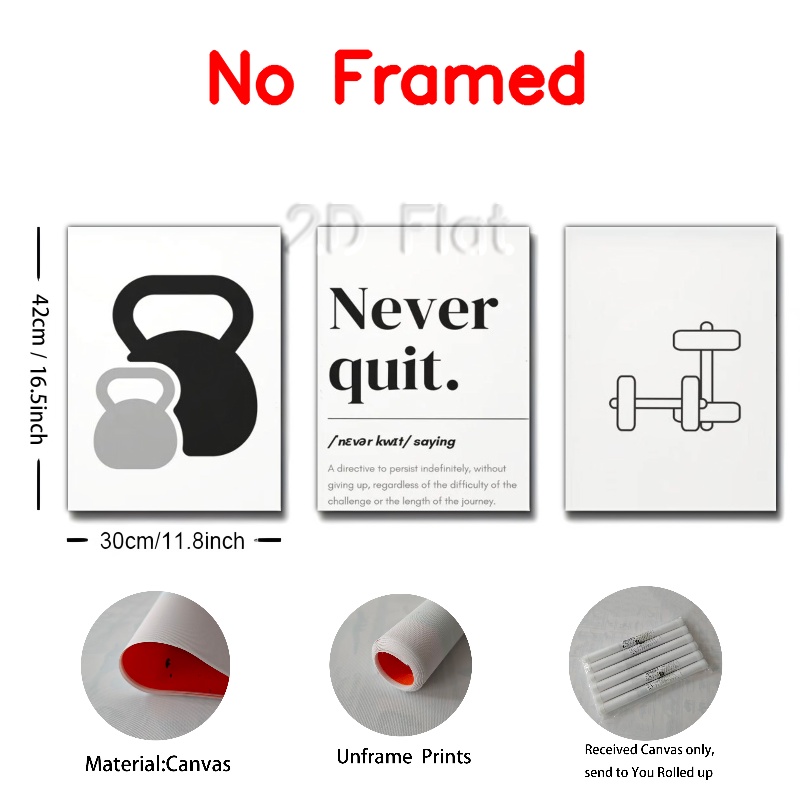 No Framed
2D Flat
42cm / 16.5inch
Never
quit.
/nɛvər kwɪt/ saying
A directive to persist indefinitely, without
giving up, regardless of the difficulty of the
challenge or the length of the journey.
30cm/11.8inch
Material:Canvas
Unframe Prints
Received Canvas only,
send to You Rolled up